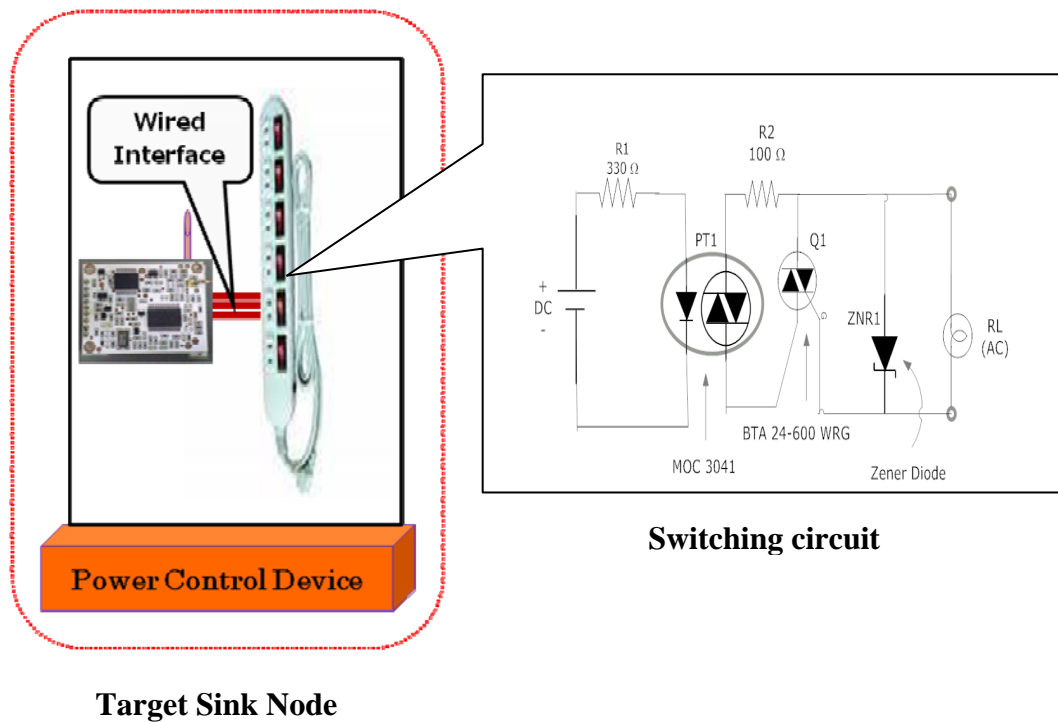 Wired
Interface
Power Control Device
Target Sink Node
R1
330 Ω
R2
100 Ω
PT1
Q1
+
DC
-
ZNR1
RL
(AC)
BTA 24-600 WRG
MOC 3041
Zener Diode
Switching circuit